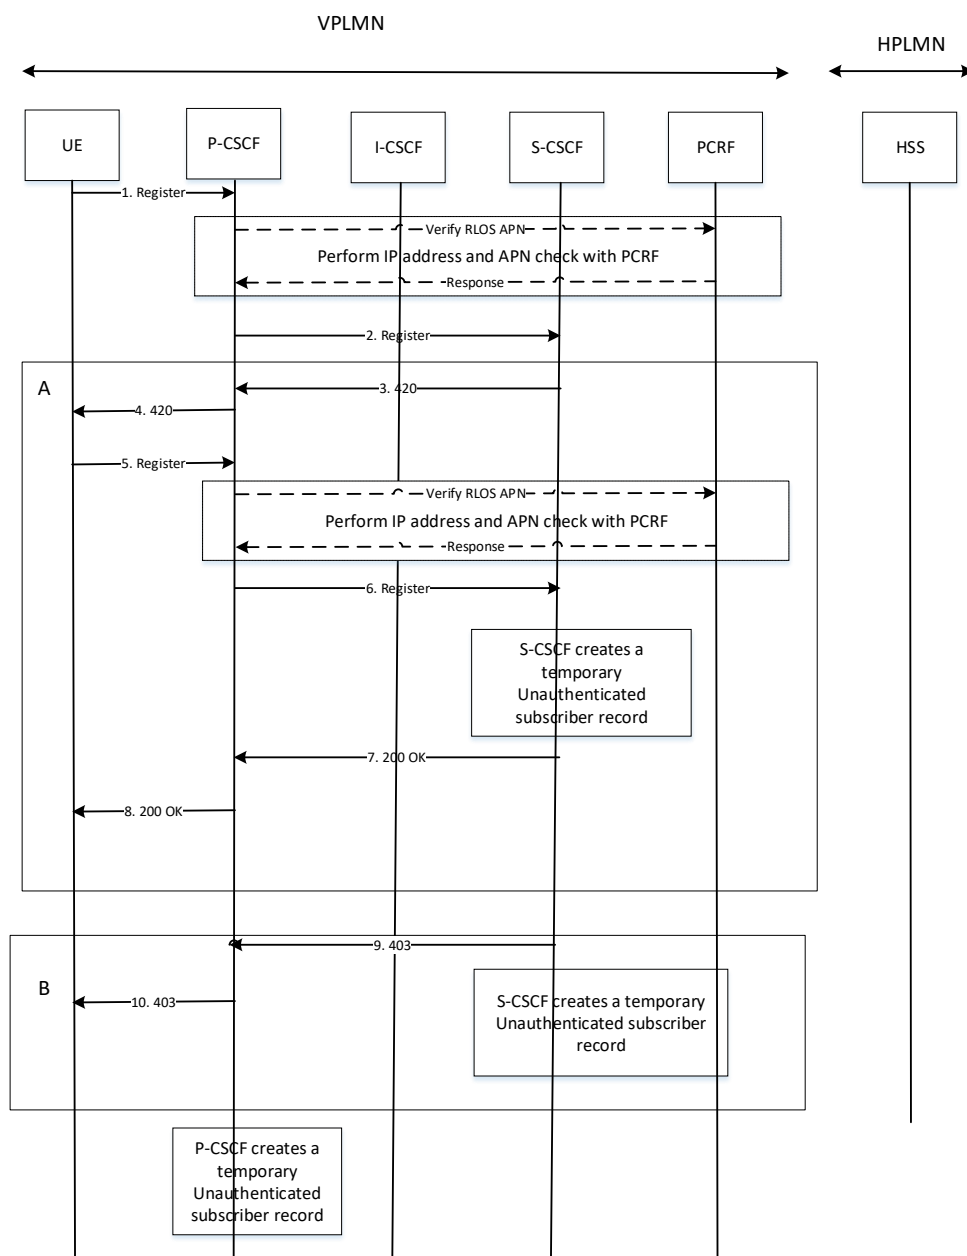 VPLMN
HPLMN
UE
P-CSCF
I-CSCF
S-CSCF
PCRF
HSS
1. Register
Verify RLOS APN
Perform IP address and APN check with PCRF
Response
2. Register
A
3. 420
4. 420
5. Register
Verify RLOS APN
Perform IP address and APN check with PCRF
Response
6. Register
S-CSCF creates a
temporary
Unauthenticated
subscriber record
7. 200 OK
8. 200 OK
9. 403
B
10. 403
S-CSCF creates a temporary
Unauthenticated subscriber
record
P-CSCF creates a
temporary
Unauthenticated
subscriber record